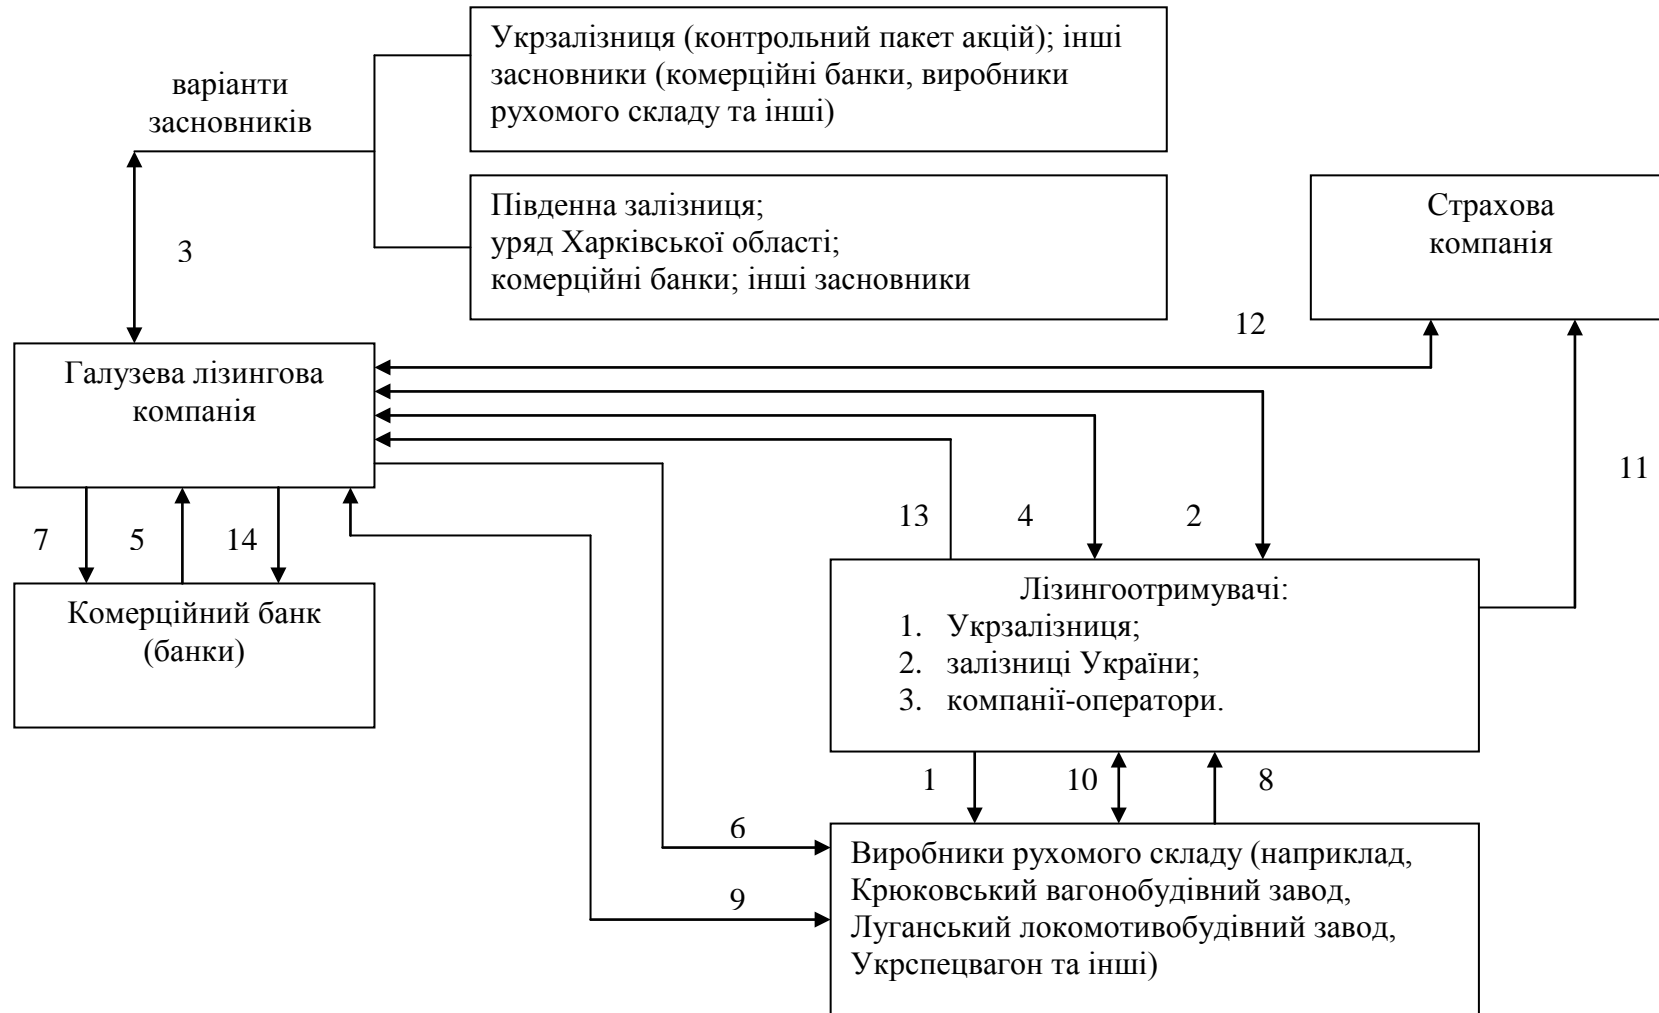 Укрзалізниця (контрольний пакет акцій); інші
засновники (комерційні банки, виробники
рухомого складу та інші)
варіанти
засновників
Південна залізниця;
уряд Харківської області;
комерційні банки; інші засновники
Страхова
компанія
3
12
Галузева лізингова
компанія
11
7
5
14
13
4
2
Комерційний банк
(банки)
Лізингоотримувачі:
1. Укрзалізниця;
2. залізниці України;
3. компанії-оператори.
1
10
8
6
9
Виробники рухомого складу (наприклад,
Крюковський вагонобудівний завод,
Луганський локомотивобудівний завод,
Укрспецвагон та інші)